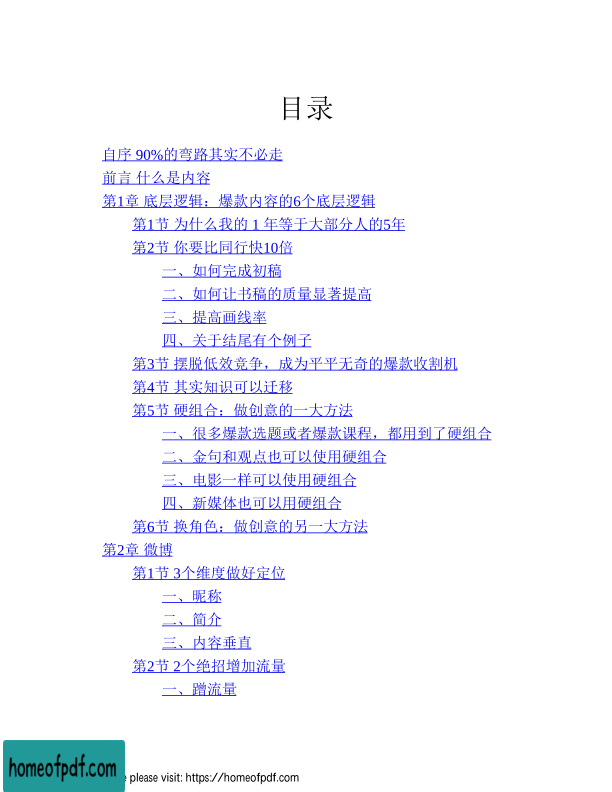 目录
自序 90%的弯路其实不必走
前言 什么是内容
第1章 底层逻辑：爆款内容的6个底层逻辑
第1节 为什么我的 1 年等于大部分人的5年
第2节 你要比同行快10倍
一、如何完成初稿
二、如何让书稿的质量显著提高
三、提高画线率
四、关于结尾有个例子
第3节 摆脱低效竞争，成为平平无奇的爆款收割机
第4节 其实知识可以迁移
第5节 硬组合：做创意的一大方法
一、很多爆款选题或者爆款课程，都用到了硬组合
二、金句和观点也可以使用硬组合
三、电影一样可以使用硬组合
四、新媒体也可以用硬组合
第6节 换角色：做创意的另一大方法
第2章 微博
第1节 3个维度做好定位
一、昵称
二、简介
三、内容垂直
第2节 2个绝招增加流量
一、蹭流量
homeofpdf.com
please visit: https://homeofpdf.com